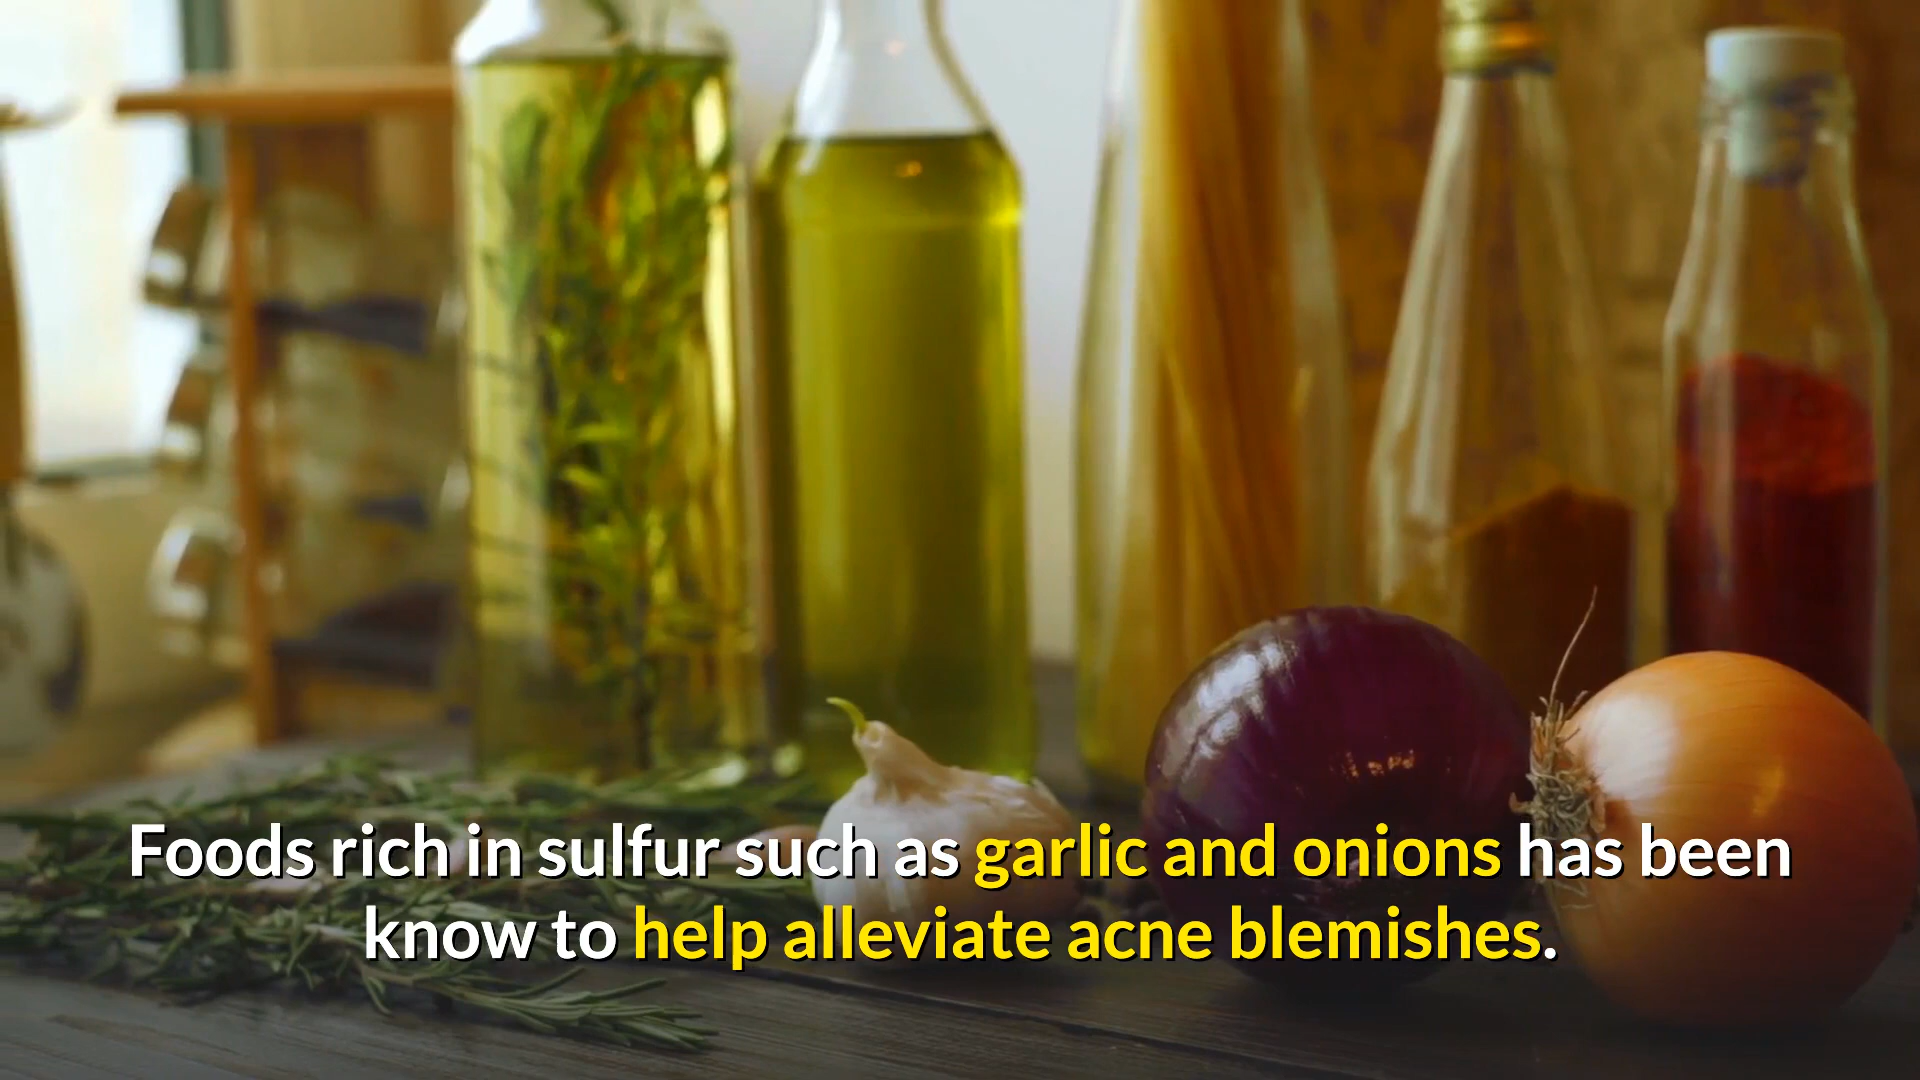 Foods rich in sulfur such as garlic and onions has been
know to help alleviate acne blemishes.